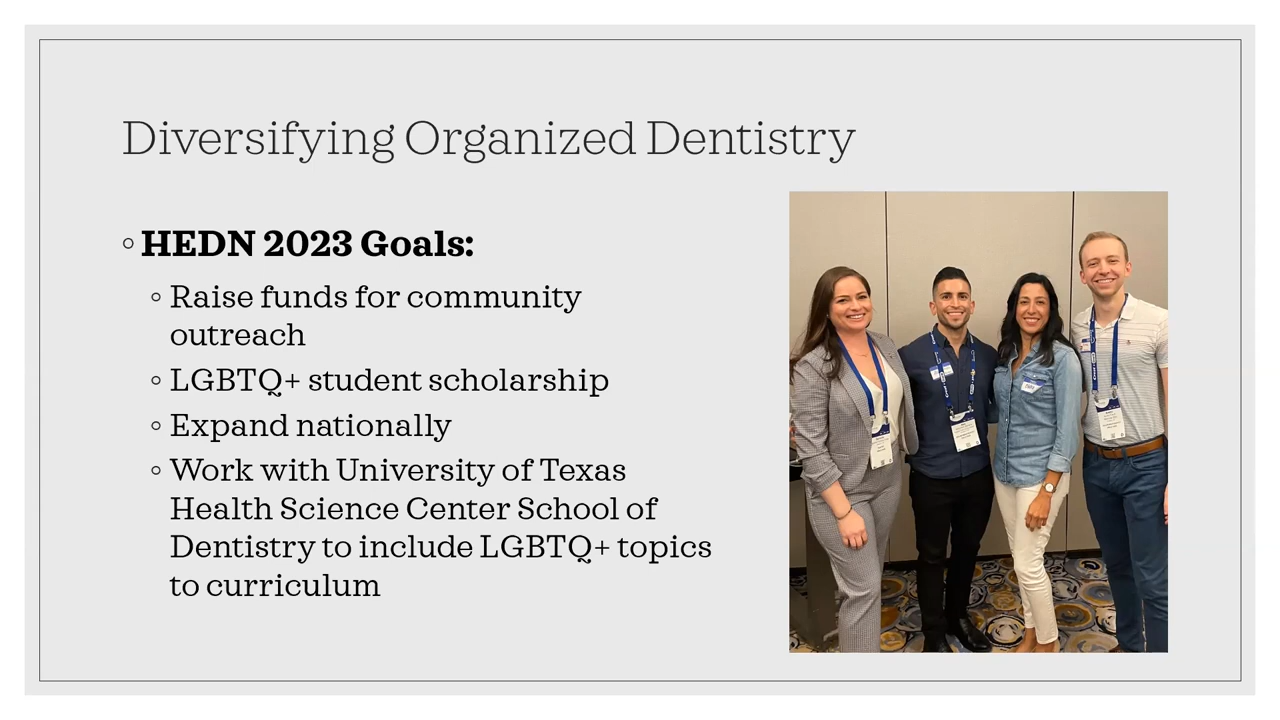 Diversifying Organized Dentistry
◦ HEDN 2023 Goals:
◦ Raise funds for community
outreach
◦ LGBTQ+ student scholarship
◦ Expand nationally
◦ Work with University of Texas
Health Science Center School of
Dentistry to include LGBTQ+ topics
to curriculum